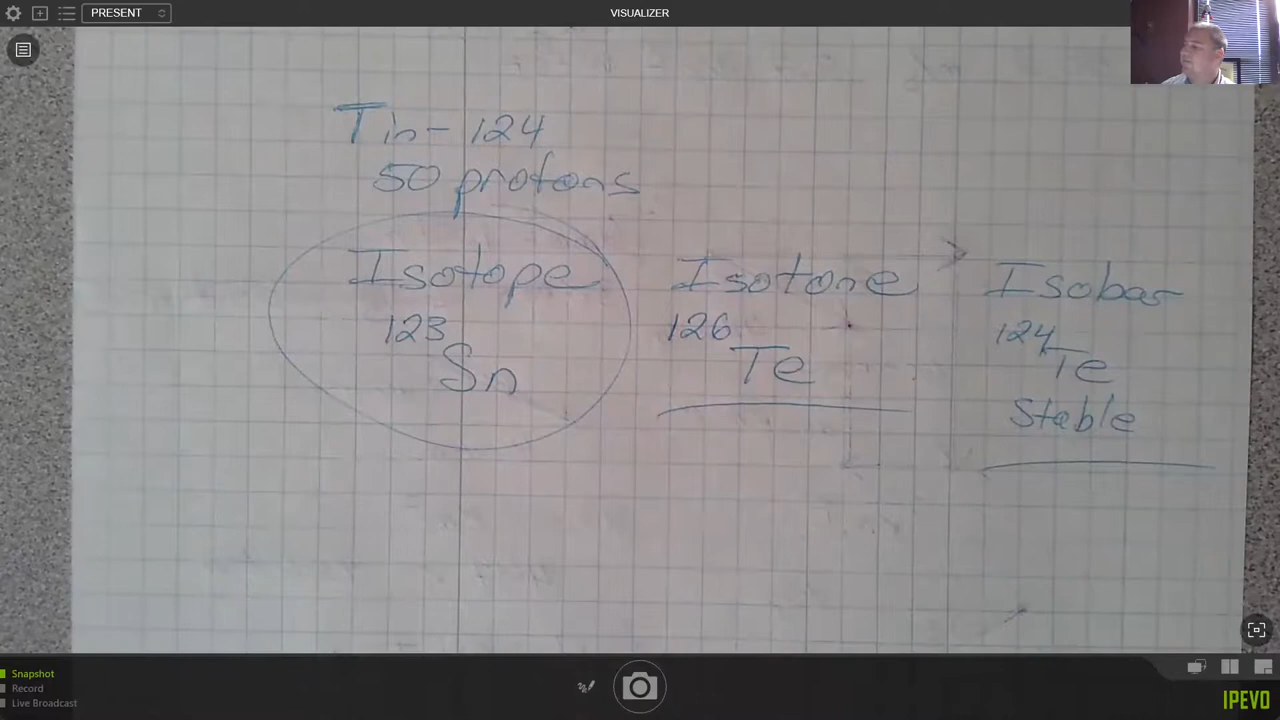 PRESENT
VISUALIZER
Tin-124
50 protons
Isotope
123
Sn
Isotone
126
Te
Isobar
124
Te
Stable
Snapshot
Record
Live Broadcast
IPEVO